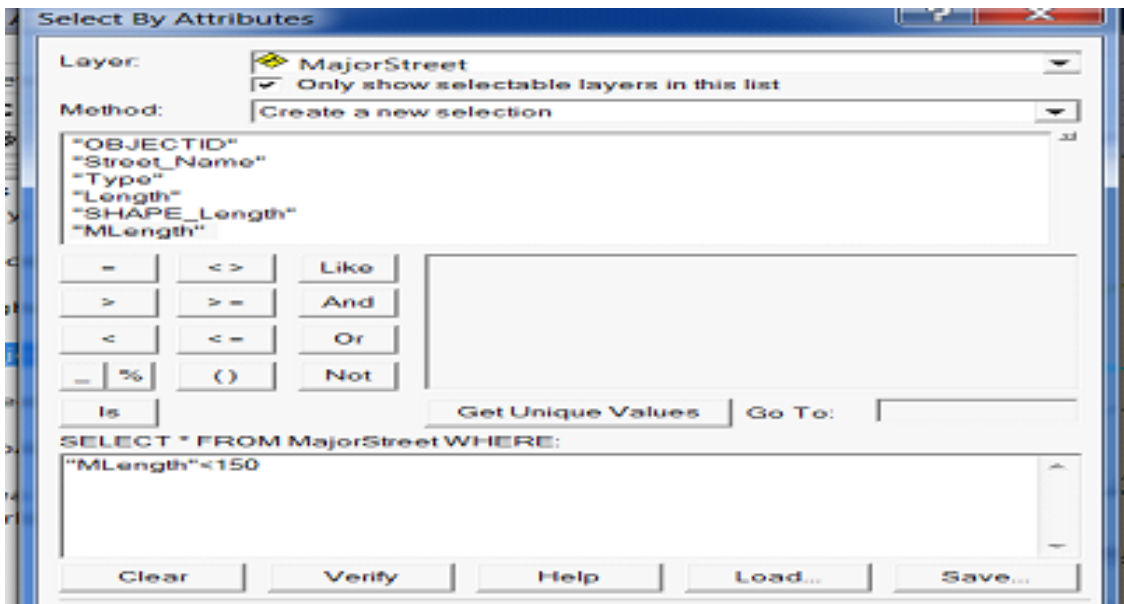 Select By Attributes
Layer: MajorStreet
Only show selectable layers in this list
Method: Create a new selection
"OBJECTID"
"Street_Name"
"Type"
"Length"
"SHAPE_Length"
"MLength"
= < > Like
> > = And
< < = Or
_ % ( ) Not
Is Get Unique Values Go To:
SELECT * FROM MajorStreet WHERE:
"MLength"<150
Clear Verify Help Load... Save...